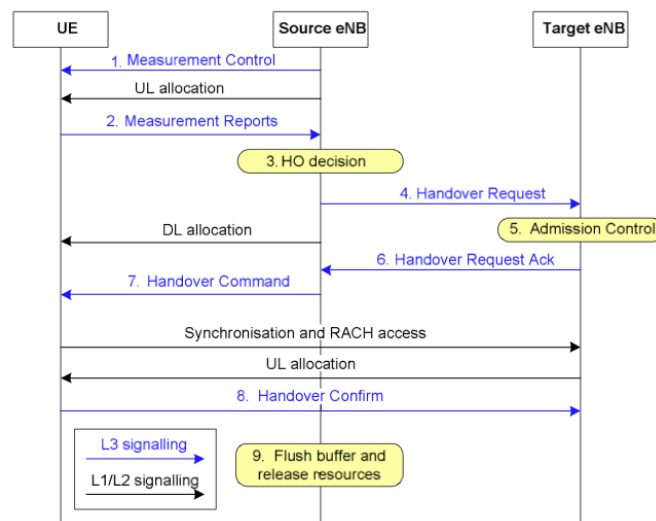 UE
Source eNB
Target eNB
1. Measurement Control
UL allocation
2. Measurement Reports
3. HO decision
4. Handover Request
DL allocation
5. Admission Control
6. Handover Request Ack
7. Handover Command
Synchronisation and RACH access
UL allocation
8. Handover Confirm
L3 signalling
L1/L2 signalling
9. Flush buffer and
release resources